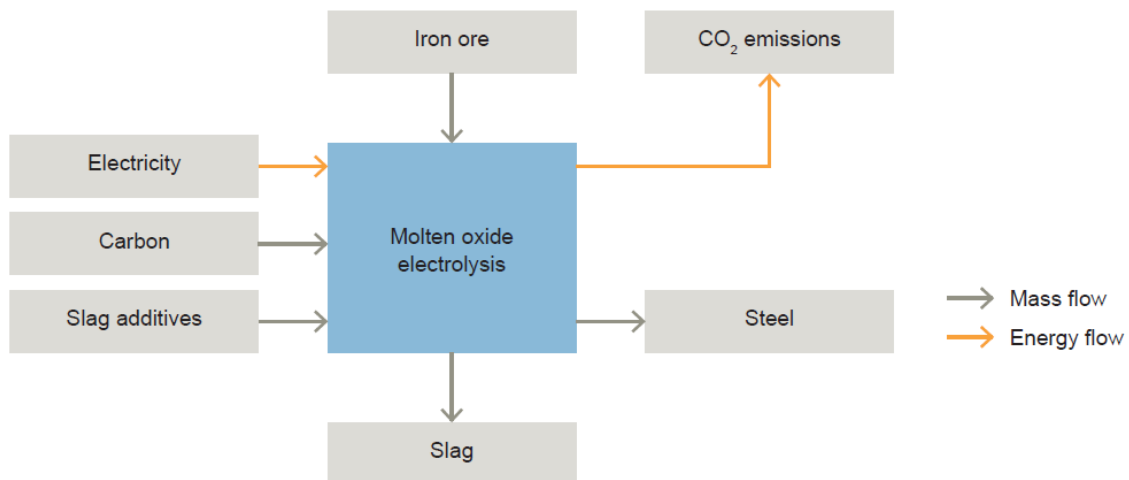 Iron ore
CO₂ emissions
Electricity
Carbon
Slag additives
Molten oxide
electrolysis
Steel
Slag
Mass flow
Energy flow